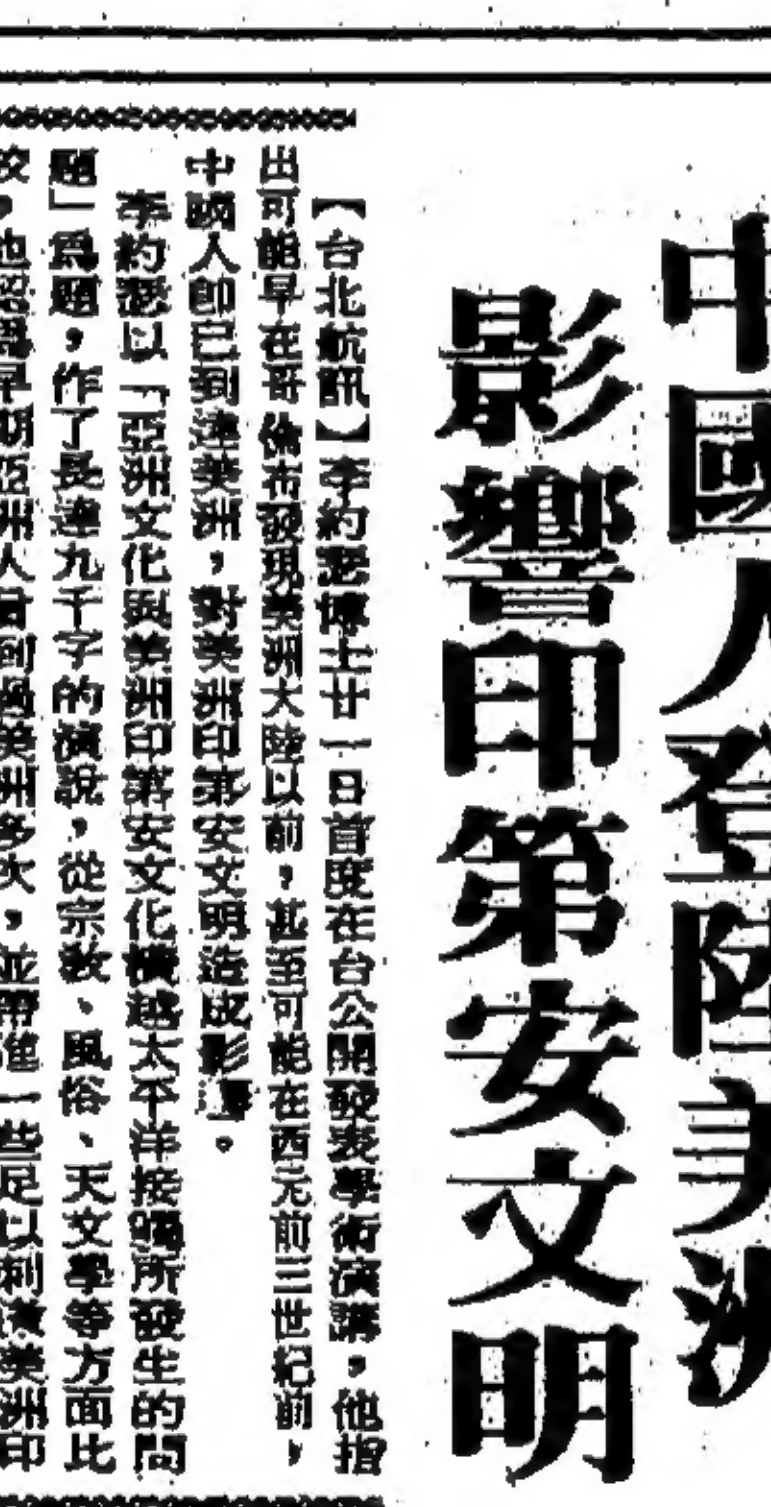 中國人登陸美洲
影響印第安文明
【台北航訊】李約瑟博士廿一日首度在台公開發表學術演講，他指
出可能早在哥倫布發現美洲大陸以前，甚至可能在西元前三世紀前，
中國人卽已到達美洲，對美洲印第安文明造成影響。
李約瑟以「亞洲文化與美洲印第安文化橫越太平洋接觸所發生的問
題」爲題，作了長達九千字的演說，從宗敎、風俗、天文學等方面比
較，他認爲早期亞洲人曾到過美洲多次，並帶進一些足以刺激美洲印